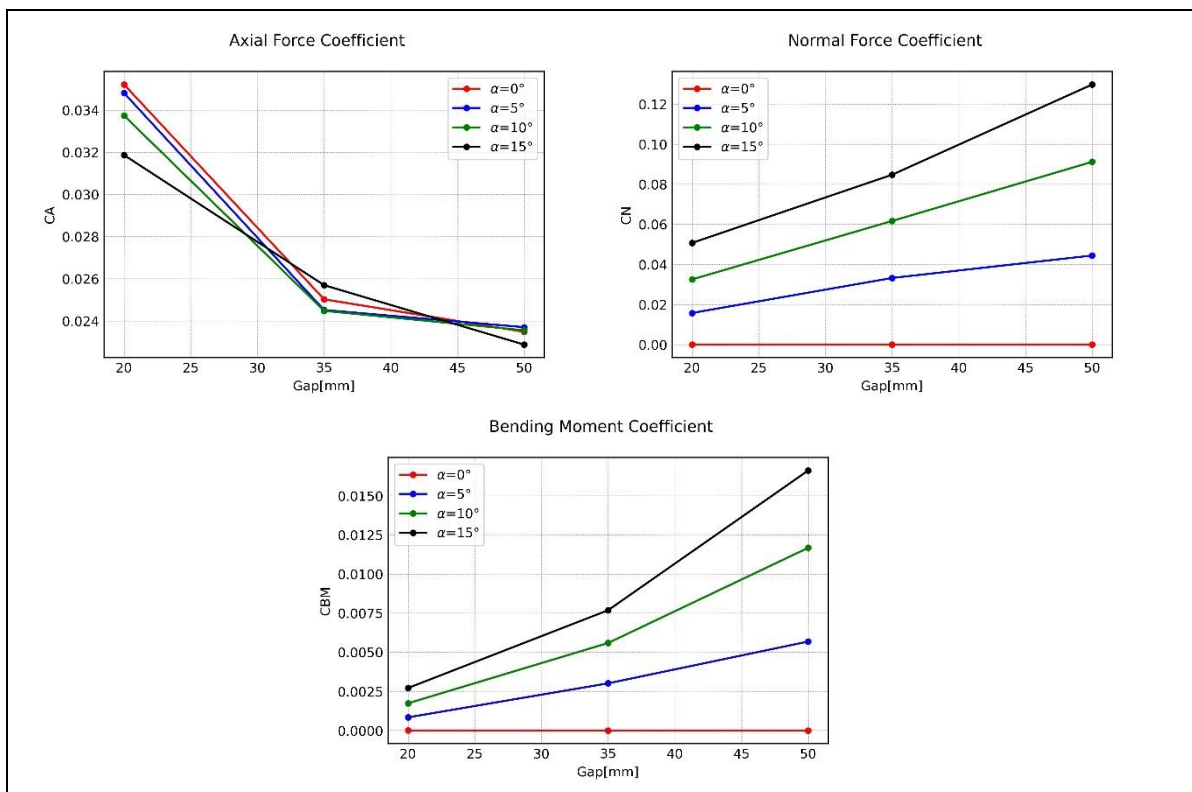 Axial Force Coefficient
0.034
0.032
0.030
0.028
0.026
0.024
CA
α=0°
α=5°
α=10°
α=15°
20 25 30 35 40 45 50
Gap[mm]
Normal Force Coefficient
0.12
0.10
0.08
0.06
0.04
0.02
0.00
CN
α=0°
α=5°
α=10°
α=15°
20 25 30 35 40 45 50
Gap[mm]
Bending Moment Coefficient
0.0150
0.0125
0.0100
0.0075
0.0050
0.0025
0.0000
CBM
α=0°
α=5°
α=10°
α=15°
20 25 30 35 40 45 50
Gap[mm]